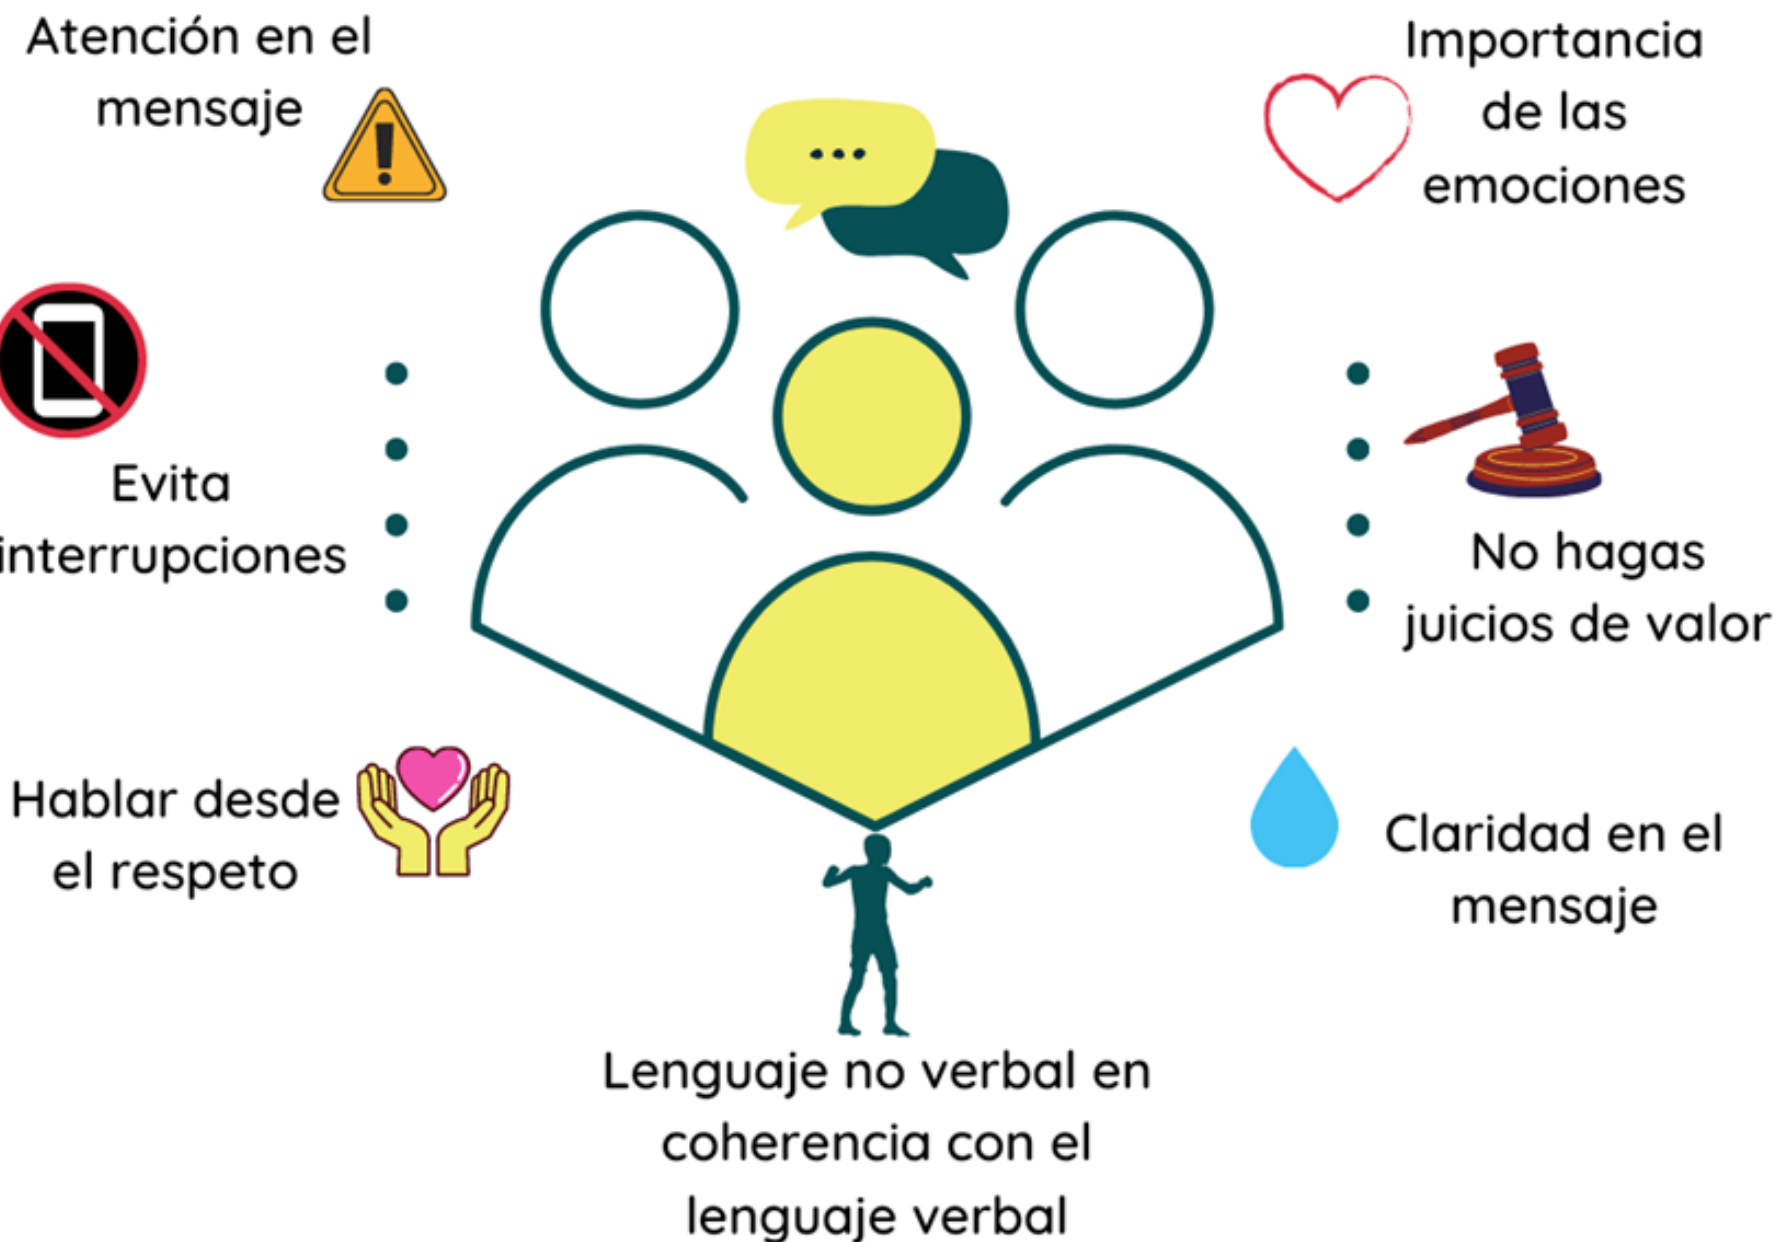 Atención en el
mensaje
Importancia
de las
emociones
Evita
interrupciones
No hagas
juicios de valor
Hablar desde
el respeto
Claridad en el
mensaje
Lenguaje no verbal en
coherencia con el
lenguaje verbal